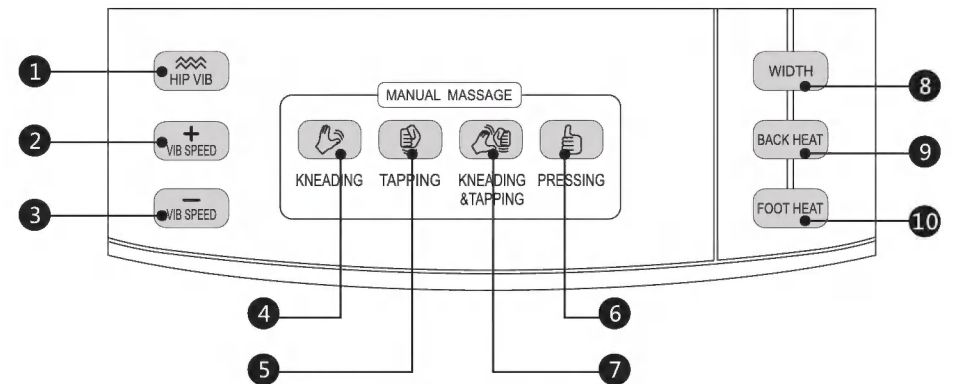 1
HIP VIB
2
+
VIB SPEED
3
−
VIB SPEED
MANUAL MASSAGE
KNEADING
TAPPING
KNEADING
&TAPPING
PRESSING
WIDTH
8
BACK HEAT
9
FOOT HEAT
10
4
5
6
7